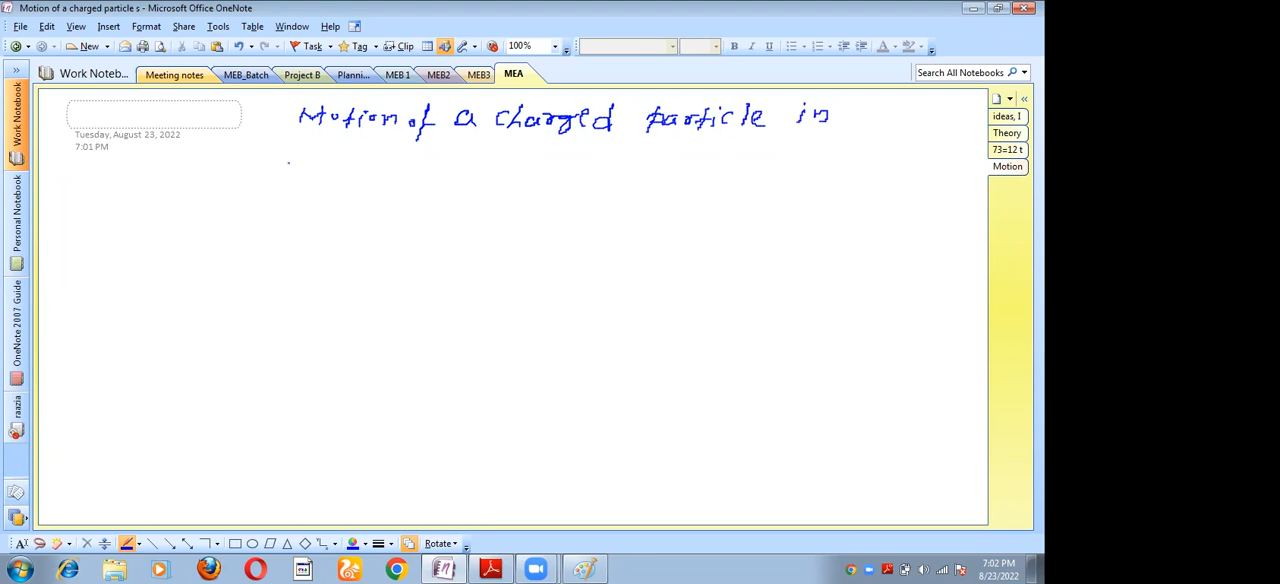 Motion of a charged particle s - Microsoft Office OneNote
File Edit View Insert Format Share Tools Table Window Help
New Task Tag Clip 100% B I U A
Work Noteb... Meeting notes MEB_Batch Project B Planni... MEB 1 MEB2 MEB3 MEA Search All Notebooks
Work Notebook
Personal Notebook
OneNote 2007 Guide
raazia
Motion of a charged particle in
Tuesday, August 23, 2022
7:01 PM
ideas, I
Theory
73=12 t
Motion
Rotate
7:02 PM
8/23/2022